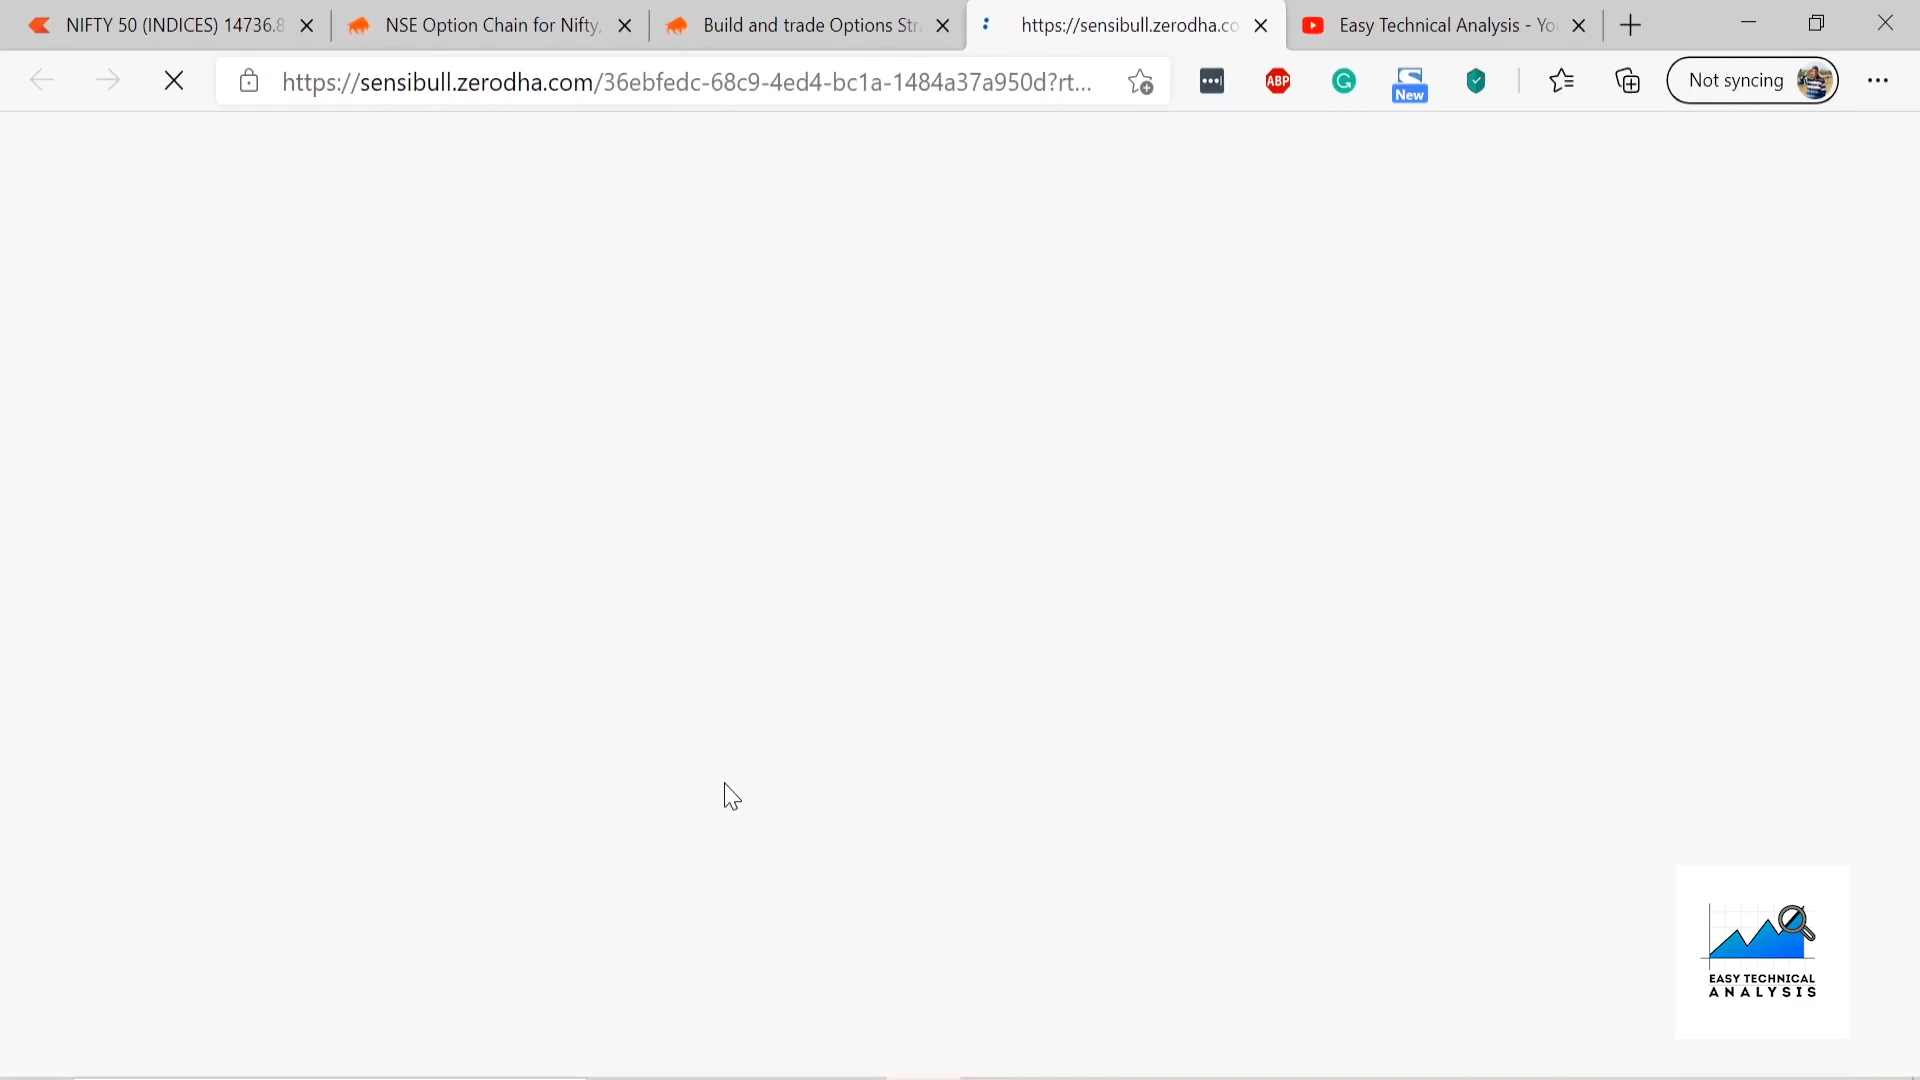 NIFTY 50 (INDICES) 14736.8
NSE Option Chain for Nifty,
Build and trade Options Str
https://sensibull.zerodha.co
Easy Technical Analysis - Yo
https://sensibull.zerodha.com/36ebfedc-68c9-4ed4-bc1a-1484a37a950d?rt...
ABP
G
S
New
Not syncing
EASY TECHNICAL
ANALYSIS